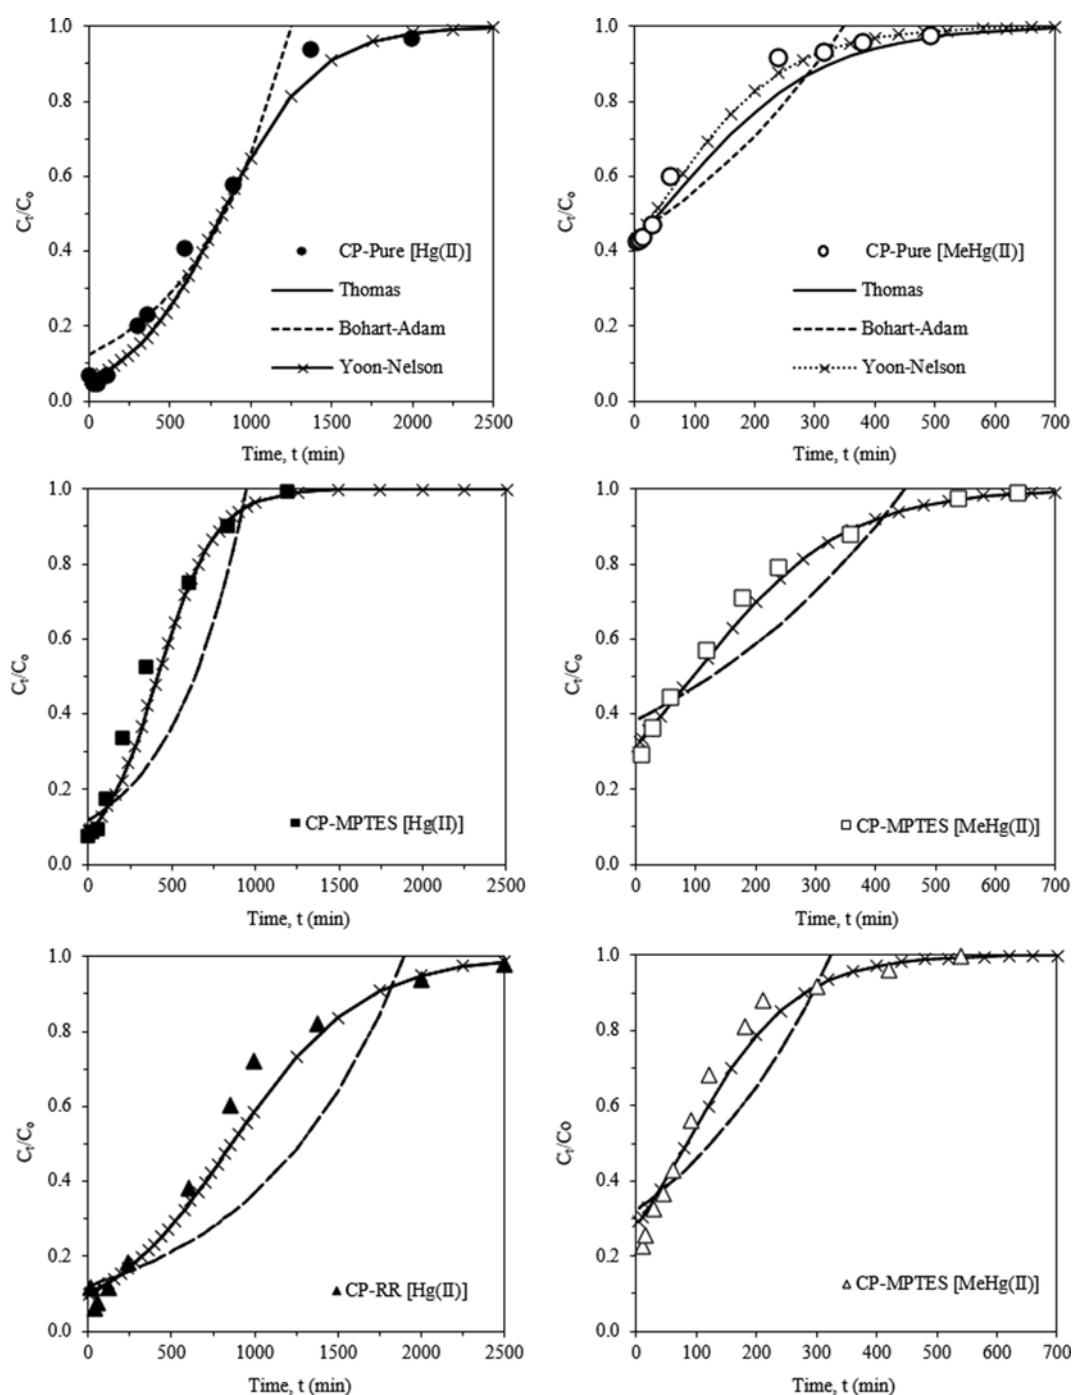 1.0
0.8
0.6
0.4
0.2
0.0
Cₜ/Cₒ
CP-Pure [Hg(II)]
Thomas
Bohart-Adam
Yoon-Nelson
0 500 1000 1500 2000 2500
Time, t (min)
1.0
0.8
0.6
0.4
0.2
0.0
Cₜ/Cₒ
CP-Pure [MeHg(II)]
Thomas
Bohart-Adam
Yoon-Nelson
0 100 200 300 400 500 600 700
Time, t (min)
1.0
0.8
0.6
0.4
0.2
0.0
Cₜ/Cₒ
CP-MPTES [Hg(II)]
0 500 1000 1500 2000 2500
Time, t (min)
1.0
0.8
0.6
0.4
0.2
0.0
Cₜ/Cₒ
CP-MPTES [MeHg(II)]
0 100 200 300 400 500 600 700
Time, t (min)
1.0
0.8
0.6
0.4
0.2
0.0
Cₜ/Cₒ
CP-RR [Hg(II)]
0 500 1000 1500 2000 2500
Time, t (min)
1.0
0.8
0.6
0.4
0.2
0.0
Cₜ/Co
CP-MPTES [MeHg(II)]
0 100 200 300 400 500 600 700
Time, t (min)